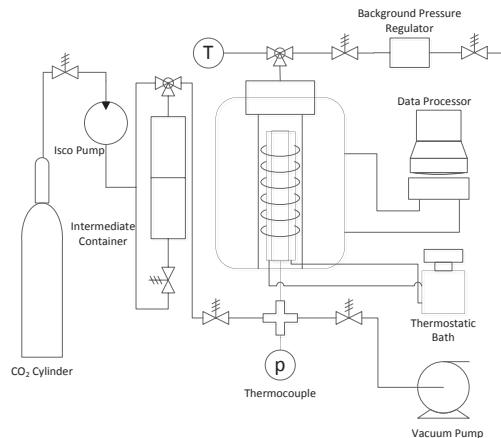 Background Pressure
Regulator
T
Data Processor
Isco Pump
Intermediate
Container
Thermostatic
Bath
p
Thermocouple
CO₂ Cylinder
Vacuum Pump